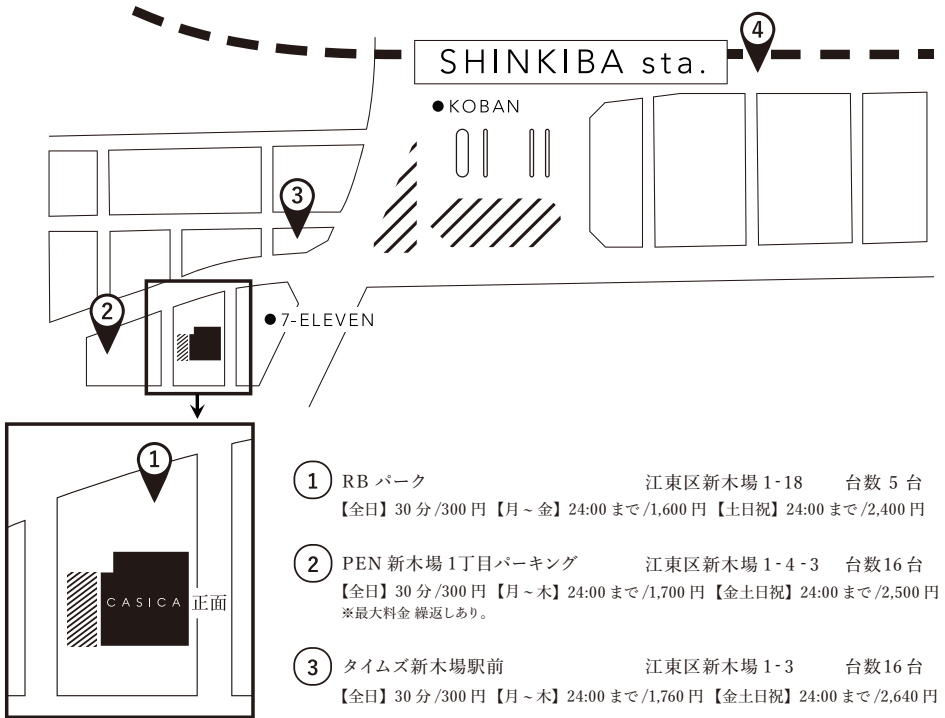 4
SHINKIBA sta.
KOBAN
3
2
7-ELEVEN
1
CASICA 正面
1 RB パーク 江東区新木場 1-18 台数 5 台
【全日】30 分 /300 円【月~金】24:00 まで /1,600 円【土日祝】24:00 まで /2,400 円
2 PEN 新木場 1丁目パーキング 江東区新木場 1-4-3 台数16 台
【全日】30 分 /300 円【月~木】24:00 まで /1,700 円【金土日祝】24:00 まで /2,500 円
※最大料金 繰返しあり。
3 タイムズ新木場駅前 江東区新木場 1-3 台数16 台
【全日】30 分 /300 円【月~木】24:00 まで /1,760 円【金土日祝】24:00 まで /2,640 円